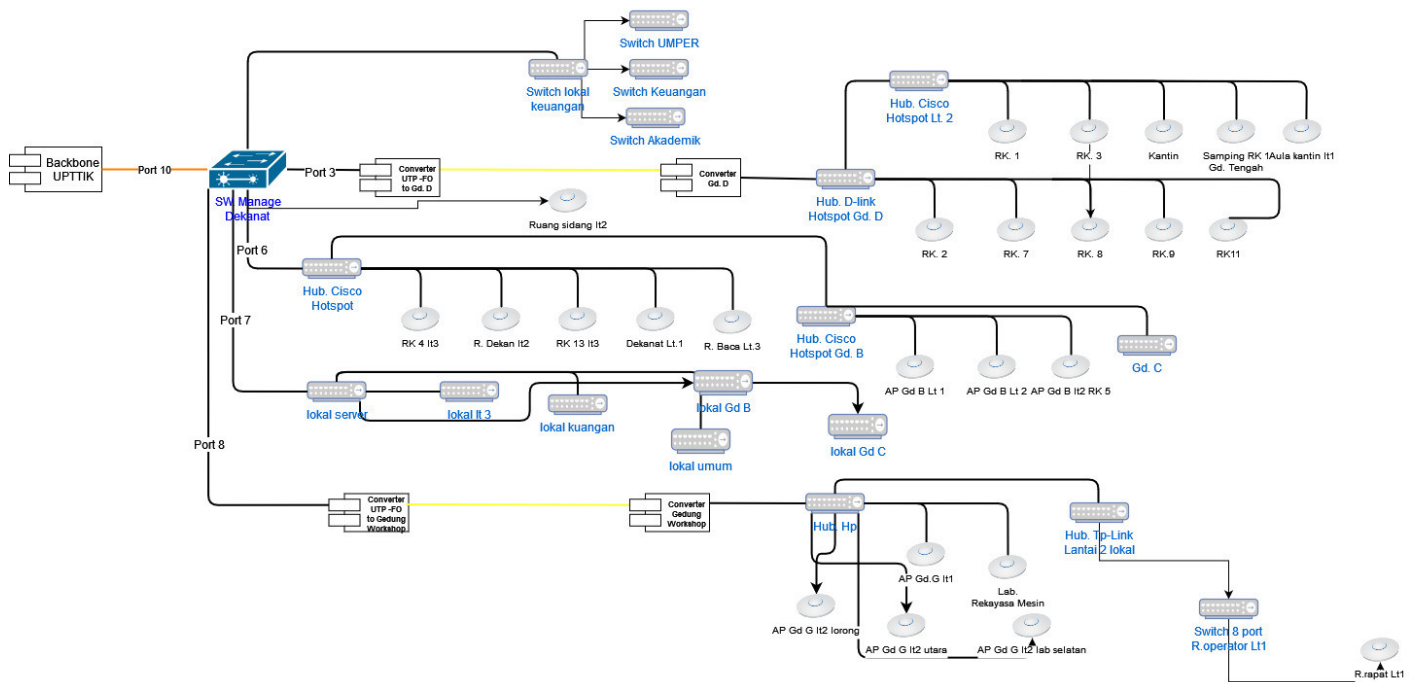 Switch UMPER
Switch lokal
keuangan
Switch Keuangan
Switch Akademik
Hub. Cisco
Hotspot Lt. 2
RK. 1
RK. 3
Kantin
Samping RK 1
Gd. Tengah
Aula kantin lt1
Backbone
UPTTIK
Port 10
SW Manage
Dekanat
Port 3
Converter
UTP -FO
to Gd. D
Converter
Gd. D
Hub. D-link
Hotspot Gd. D
Ruang sidang lt2
RK. 2
RK. 7
RK. 8
RK.9
RK11
Port 6
Hub. Cisco
Hotspot
RK 4 lt3
R. Dekan lt2
RK 13 lt3
Dekanat Lt.1
R. Baca Lt.3
Hub. Cisco
Hotspot Gd. B
Gd. C
AP Gd B Lt 1
AP Gd B Lt 2
AP Gd B lt2 RK 5
Port 7
lokal server
lokal lt 3
lokal kuangan
lokal Gd B
lokal umum
lokal Gd C
Port 8
Converter
UTP -FO
to Gedung
Workshop
Converter
Gedung
Workshop
Hub. Hp
Hub. Tp-Link
Lantai 2 lokal
AP Gd.G lt1
Lab.
Rekayasa Mesin
AP Gd G lt2 lorong
AP Gd G lt2 utara
AP Gd G lt2 lab selatan
Switch 8 port
R.operator Lt1
R.rapat Lt1